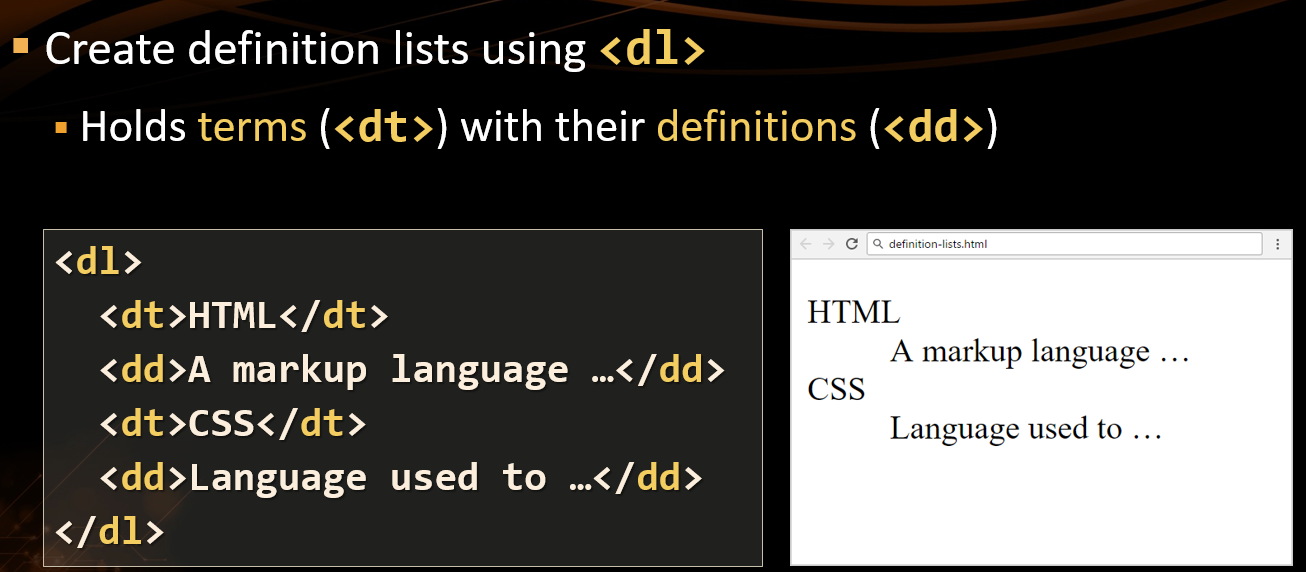 Create definition lists using <dl>
Holds terms (<dt>) with their definitions (<dd>)
<dl>
<dt>HTML</dt>
<dd>A markup language …</dd>
<dt>CSS</dt>
<dd>Language used to …</dd>
</dl>
definition-lists.html
HTML
A markup language …
CSS
Language used to …